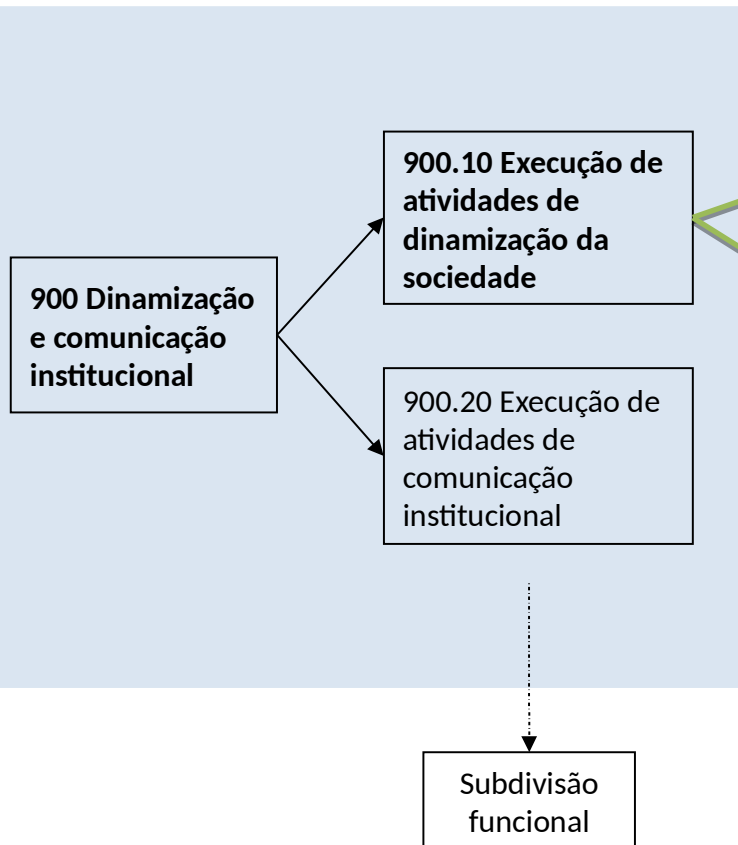 900.10 Execução de
atividades de
dinamização da
sociedade
900 Dinamização
e comunicação
institucional
900.20 Execução de
atividades de
comunicação
institucional
Subdivisão
funcional